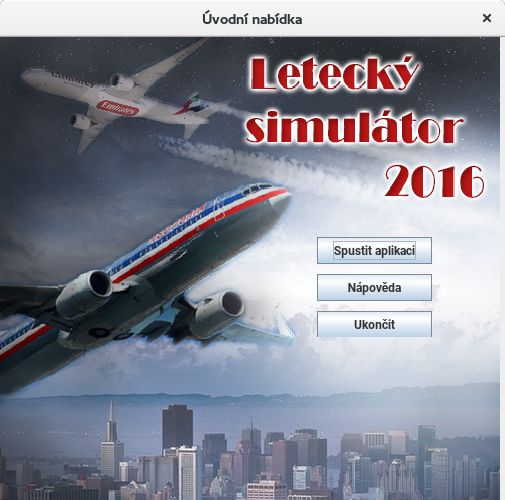 Úvodní nabídka
Letecký
simulátor
2016
Emirates
Spustit aplikaci
Nápověda
Ukončit